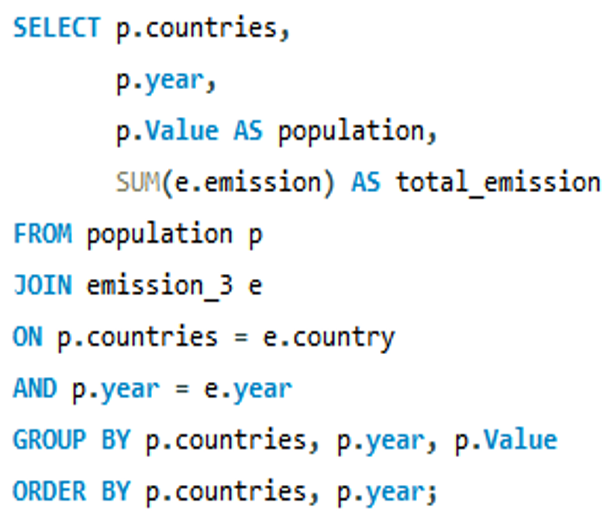 SELECT p.countries,
p.year,
p.Value AS population,
SUM(e.emission) AS total_emission
FROM population p
JOIN emission_3 e
ON p.countries = e.country
AND p.year = e.year
GROUP BY p.countries, p.year, p.Value
ORDER BY p.countries, p.year;